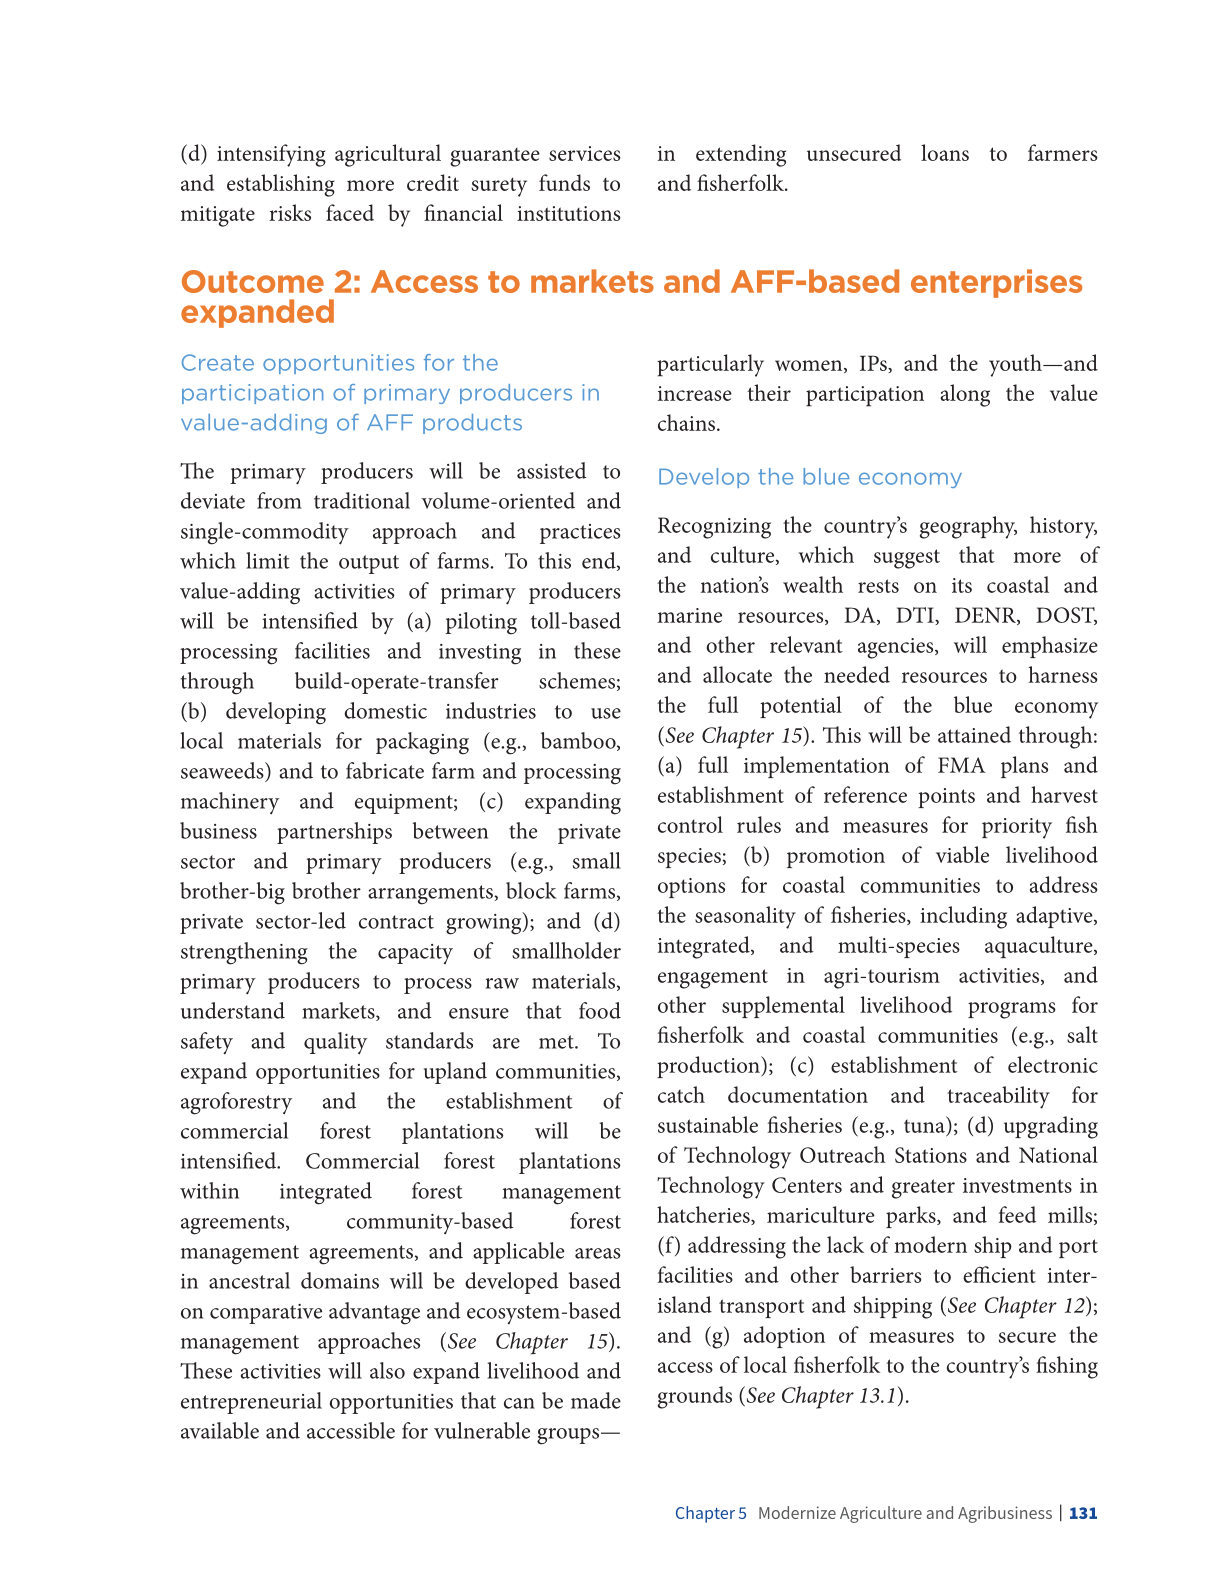 (d) intensifying agricultural guarantee services
and establishing more credit surety funds to
mitigate risks faced by financial institutions
in extending unsecured loans to farmers
and fisherfolk.
Outcome 2: Access to markets and AFF-based enterprises
expanded
Create opportunities for the
participation of primary producers in
value-adding of AFF products
The primary producers will be assisted to
deviate from traditional volume-oriented and
single-commodity approach and practices
which limit the output of farms. To this end,
value-adding activities of primary producers
will be intensified by (a) piloting toll-based
processing facilities and investing in these
through build-operate-transfer schemes;
(b) developing domestic industries to use
local materials for packaging (e.g., bamboo,
seaweeds) and to fabricate farm and processing
machinery and equipment; (c) expanding
business partnerships between the private
sector and primary producers (e.g., small
brother-big brother arrangements, block farms,
private sector-led contract growing); and (d)
strengthening the capacity of smallholder
primary producers to process raw materials,
understand markets, and ensure that food
safety and quality standards are met. To
expand opportunities for upland communities,
agroforestry and the establishment of
commercial forest plantations will be
intensified. Commercial forest plantations
within integrated forest management
agreements, community-based forest
management agreements, and applicable areas
in ancestral domains will be developed based
on comparative advantage and ecosystem-based
management approaches (See Chapter 15).
These activities will also expand livelihood and
entrepreneurial opportunities that can be made
available and accessible for vulnerable groups—
particularly women, IPs, and the youth—and
increase their participation along the value
chains.
Develop the blue economy
Recognizing the country's geography, history,
and culture, which suggest that more of
the nation's wealth rests on its coastal and
marine resources, DA, DTI, DENR, DOST,
and other relevant agencies, will emphasize
and allocate the needed resources to harness
the full potential of the blue economy
(See Chapter 15). This will be attained through:
(a) full implementation of FMA plans and
establishment of reference points and harvest
control rules and measures for priority fish
species; (b) promotion of viable livelihood
options for coastal communities to address
the seasonality of fisheries, including adaptive,
integrated, and multi-species aquaculture,
engagement in agri-tourism activities, and
other supplemental livelihood programs for
fisherfolk and coastal communities (e.g., salt
production); (c) establishment of electronic
catch documentation and traceability for
sustainable fisheries (e.g., tuna); (d) upgrading
of Technology Outreach Stations and National
Technology Centers and greater investments in
hatcheries, mariculture parks, and feed mills;
(f) addressing the lack of modern ship and port
facilities and other barriers to efficient inter-
island transport and shipping (See Chapter 12);
and (g) adoption of measures to secure the
access of local fisherfolk to the country's fishing
grounds (See Chapter 13.1).
Chapter 5 Modernize Agriculture and Agribusiness | 131